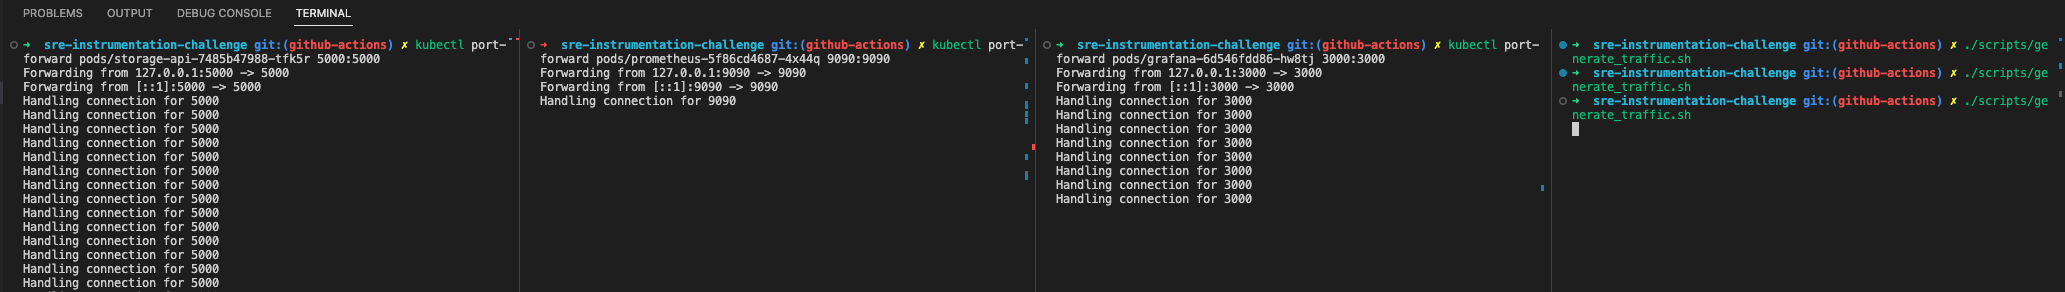 PROBLEMS OUTPUT DEBUG CONSOLE TERMINAL
➜ sre-instrumentation-challenge git:(github-actions) ✗ kubectl port-
forward pods/storage-api-7485b47988-tfk5r 5000:5000
Forwarding from 127.0.0.1:5000 -> 5000
Forwarding from [::1]:5000 -> 5000
Handling connection for 5000
Handling connection for 5000
Handling connection for 5000
Handling connection for 5000
Handling connection for 5000
Handling connection for 5000
Handling connection for 5000
Handling connection for 5000
Handling connection for 5000
Handling connection for 5000
Handling connection for 5000
Handling connection for 5000
Handling connection for 5000
Handling connection for 5000
➜ sre-instrumentation-challenge git:(github-actions) ✗ kubectl port-
forward pods/prometheus-5f86cd4687-4x44q 9090:9090
Forwarding from 127.0.0.1:9090 -> 9090
Forwarding from [::1]:9090 -> 9090
Handling connection for 9090
➜ sre-instrumentation-challenge git:(github-actions) ✗ kubectl port-
forward pods/grafana-6d546fdd86-hw8tj 3000:3000
Forwarding from 127.0.0.1:3000 -> 3000
Forwarding from [::1]:3000 -> 3000
Handling connection for 3000
Handling connection for 3000
Handling connection for 3000
Handling connection for 3000
Handling connection for 3000
Handling connection for 3000
Handling connection for 3000
Handling connection for 3000
➜ sre-instrumentation-challenge git:(github-actions) ✗ ./scripts/ge
nerate_traffic.sh
➜ sre-instrumentation-challenge git:(github-actions) ✗ ./scripts/ge
nerate_traffic.sh
➜ sre-instrumentation-challenge git:(github-actions) ✗ ./scripts/ge
nerate_traffic.sh